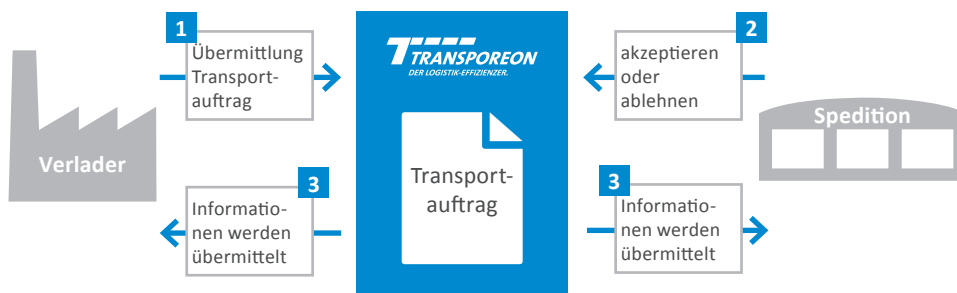 1
Übermittlung
Transport-
auftrag
Verlader
3
Informatio-
nen werden
übermittelt
TRANSPOREON
DER LOGISTIK-EFFIZIENZER.
Transport-
auftrag
2
akzeptieren
oder
ablehnen
Spedition
3
Informatio-
nen werden
übermittelt